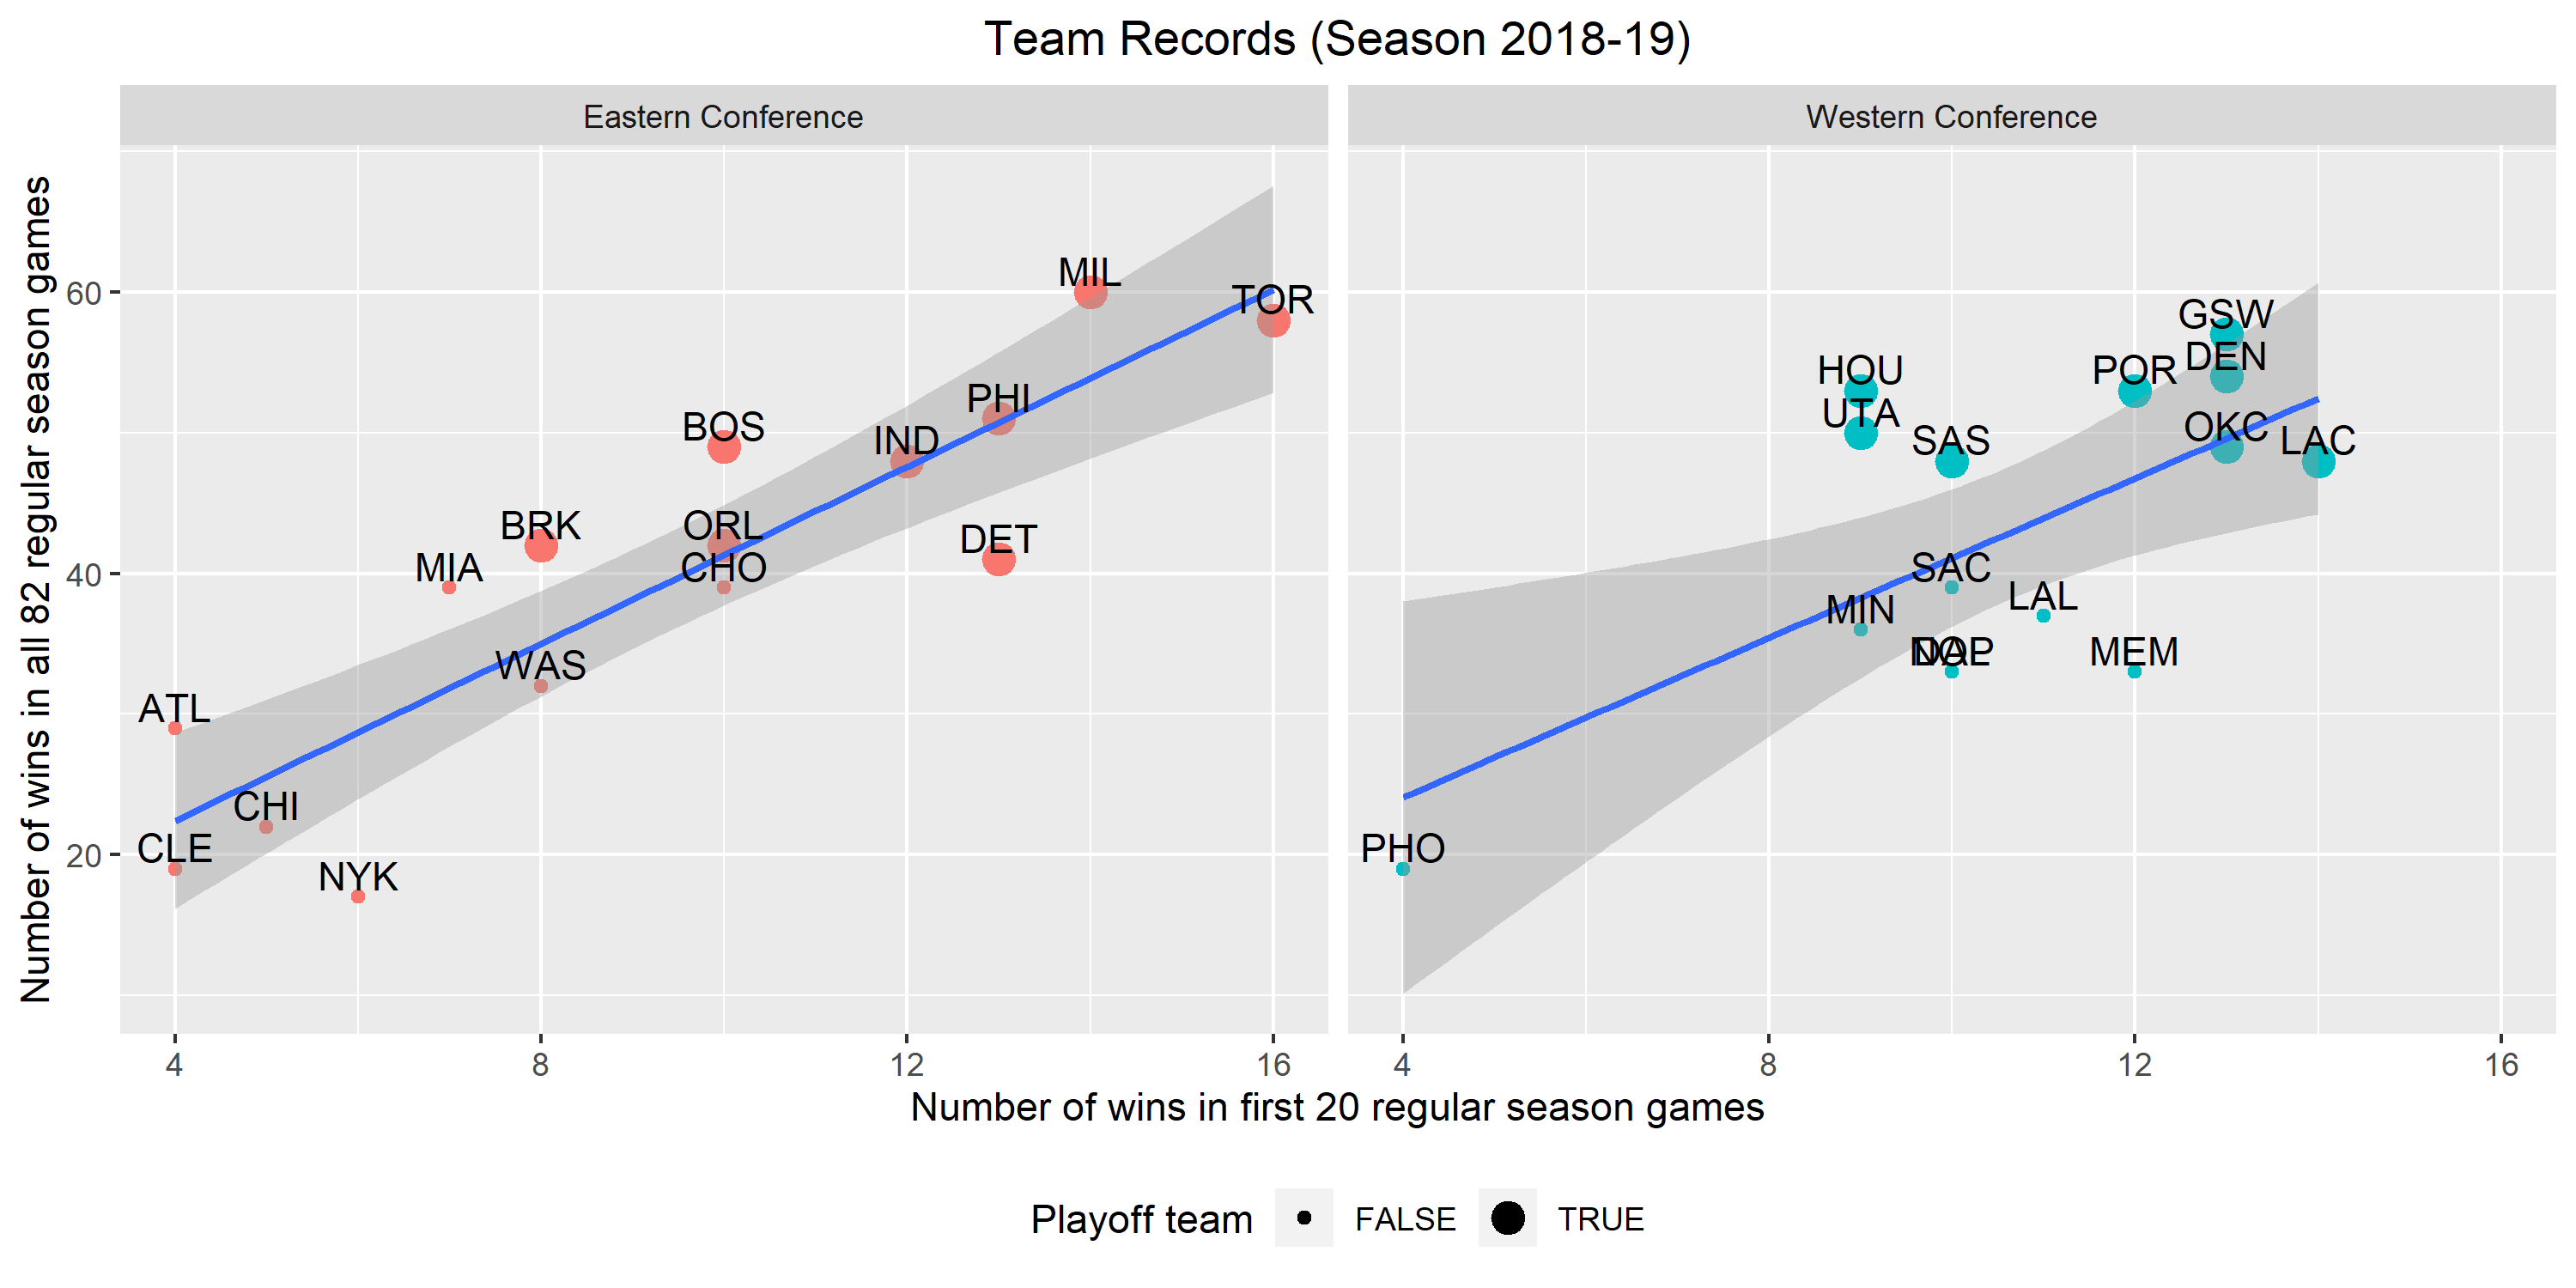 Team Records (Season 2018-19)
Eastern Conference
Western Conference
Number of wins in all 82 regular season games
60
40
20
MIL
TOR
PHI
BOS
IND
BRK
ORL
DET
MIA
CHO
WAS
ATL
CHI
CLE
NYK
GSW
DEN
HOU
POR
UTA
OKC
SAS
LAC
SAC
LAL
MIN
MEM
PHO
4
8
12
16
4
8
12
16
Number of wins in first 20 regular season games
Playoff team
FALSE
TRUE